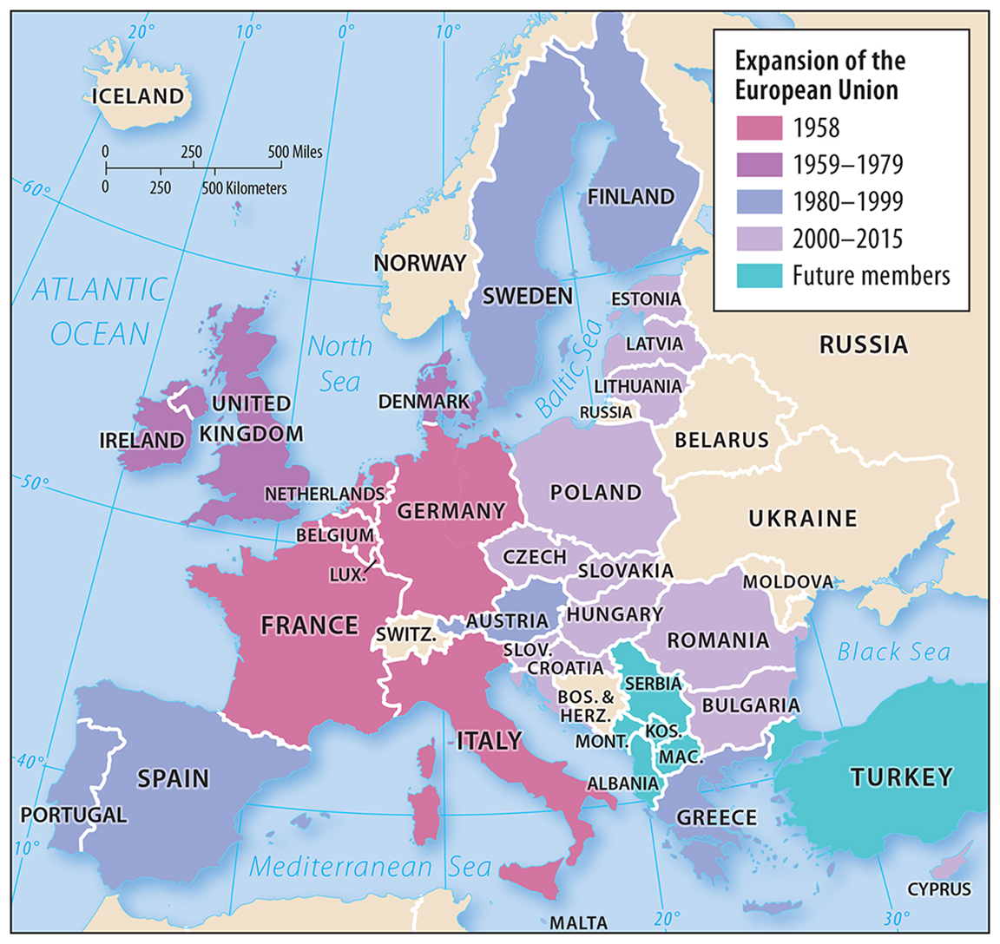 20°
10°
0°
10°
ICELAND
0 250 500 Miles
0 250 500 Kilometers
Expansion of the
European Union
1958
1959–1979
1980–1999
2000–2015
Future members
60°
FINLAND
NORWAY
SWEDEN
ATLANTIC
OCEAN
ESTONIA
North
Sea
Baltic Sea
LATVIA
RUSSIA
LITHUANIA
DENMARK
UNITED
KINGDOM
RUSSIA
IRELAND
BELARUS
50°
NETHERLANDS
GERMANY
POLAND
UKRAINE
BELGIUM
CZECH
LUX.
SLOVAKIA
MOLDOVA
FRANCE
SWITZ.
AUSTRIA
HUNGARY
ROMANIA
Black Sea
SLOV.
CROATIA
SERBIA
BOS. &
HERZ.
BULGARIA
KOS.
MONT.
ITALY
MAC.
40°
SPAIN
ALBANIA
TURKEY
PORTUGAL
GREECE
10°
Mediterranean Sea
CYPRUS
MALTA
20°
30°